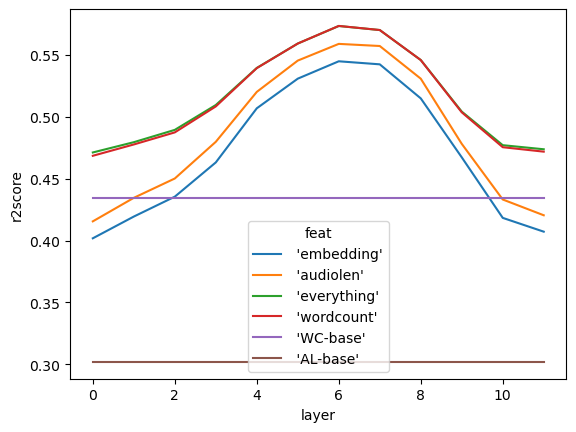 0.55
0.50
0.45
0.40
0.35
0.30
r2score
feat
'embedding'
'audiolen'
'everything'
'wordcount'
'WC-base'
'AL-base'
0 2 4 6 8 10
layer